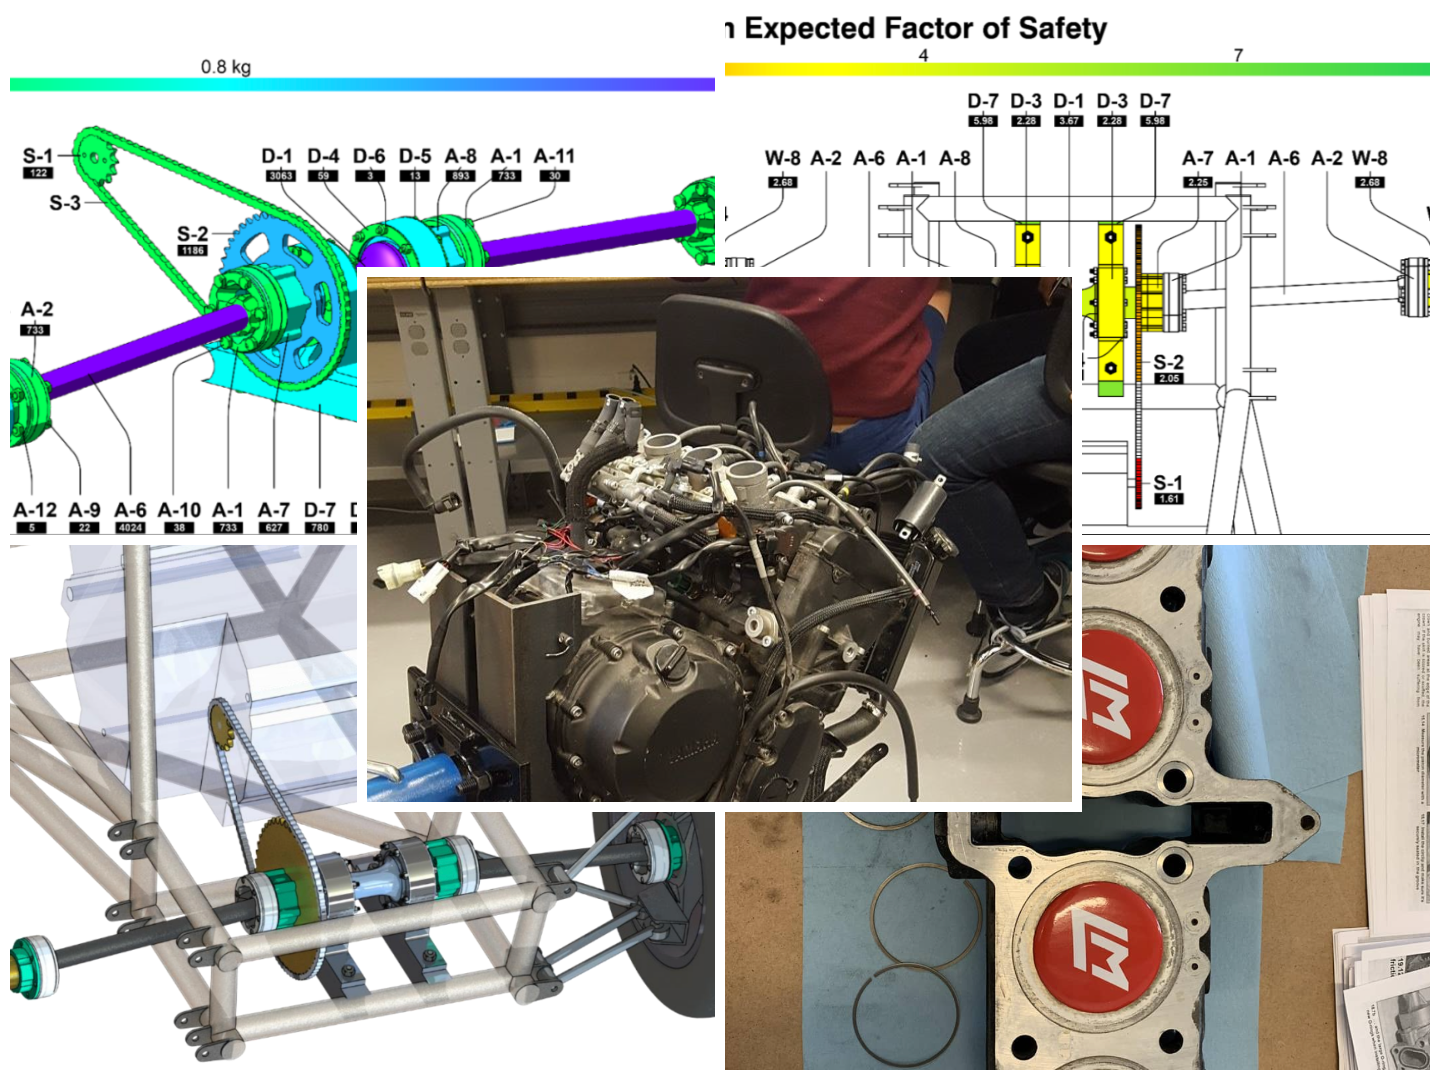 0.8 kg
S-1
122
S-3
S-2
1186
D-1 D-4 D-6 D-5 A-8 A-1 A-11
3063 59 3 13 893 733 30
A-2
733
A-12 A-9 A-6 A-10 A-1 A-7 D-7
5 22 4024 38 733 627 780
Expected Factor of Safety
4 7
D-7 D-3 D-1 D-3 D-7
5.98 2.28 3.67 2.28 5.98
W-8 A-2 A-6 A-1 A-8 A-7 A-1 A-6 A-2 W-8
2.68 2.25 2.68
S-2
2.05
S-1
1.61
LM
LM